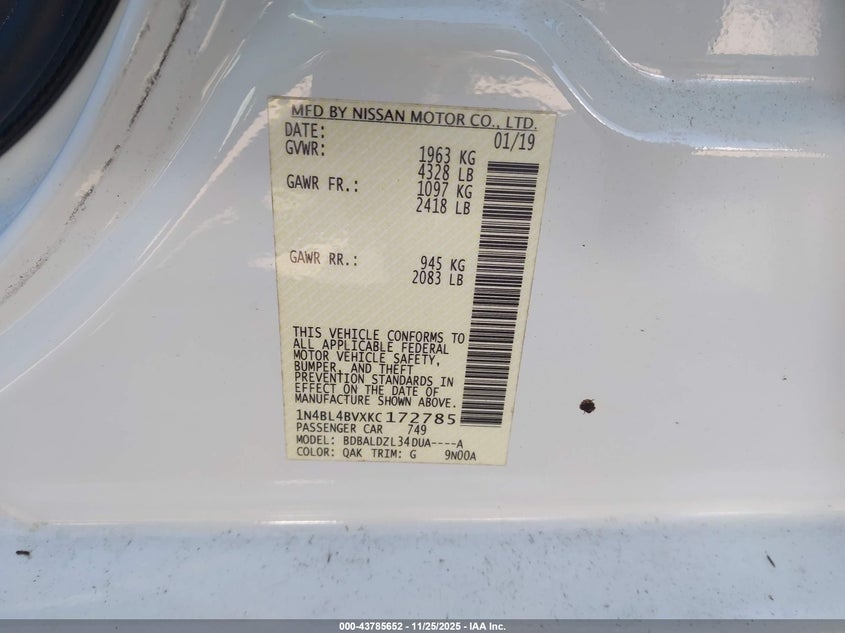 MFD BY NISSAN MOTOR CO., LTD.
DATE: 01/19
GVWR: 1963 KG
4328 LB
GAWR FR.: 1097 KG
2418 LB
GAWR RR.: 945 KG
2083 LB
THIS VEHICLE CONFORMS TO
ALL APPLICABLE FEDERAL
MOTOR VEHICLE SAFETY,
BUMPER, AND THEFT
PREVENTION STANDARDS IN
EFFECT ON THE DATE OF
MANUFACTURE SHOWN ABOVE.
1N4BL4BVXKC172785
PASSENGER CAR 749
MODEL: BDBALDZL34DUA----A
COLOR: QAK TRIM: G 9N00A
000-43785652 - 11/25/2025 - IAA Inc.